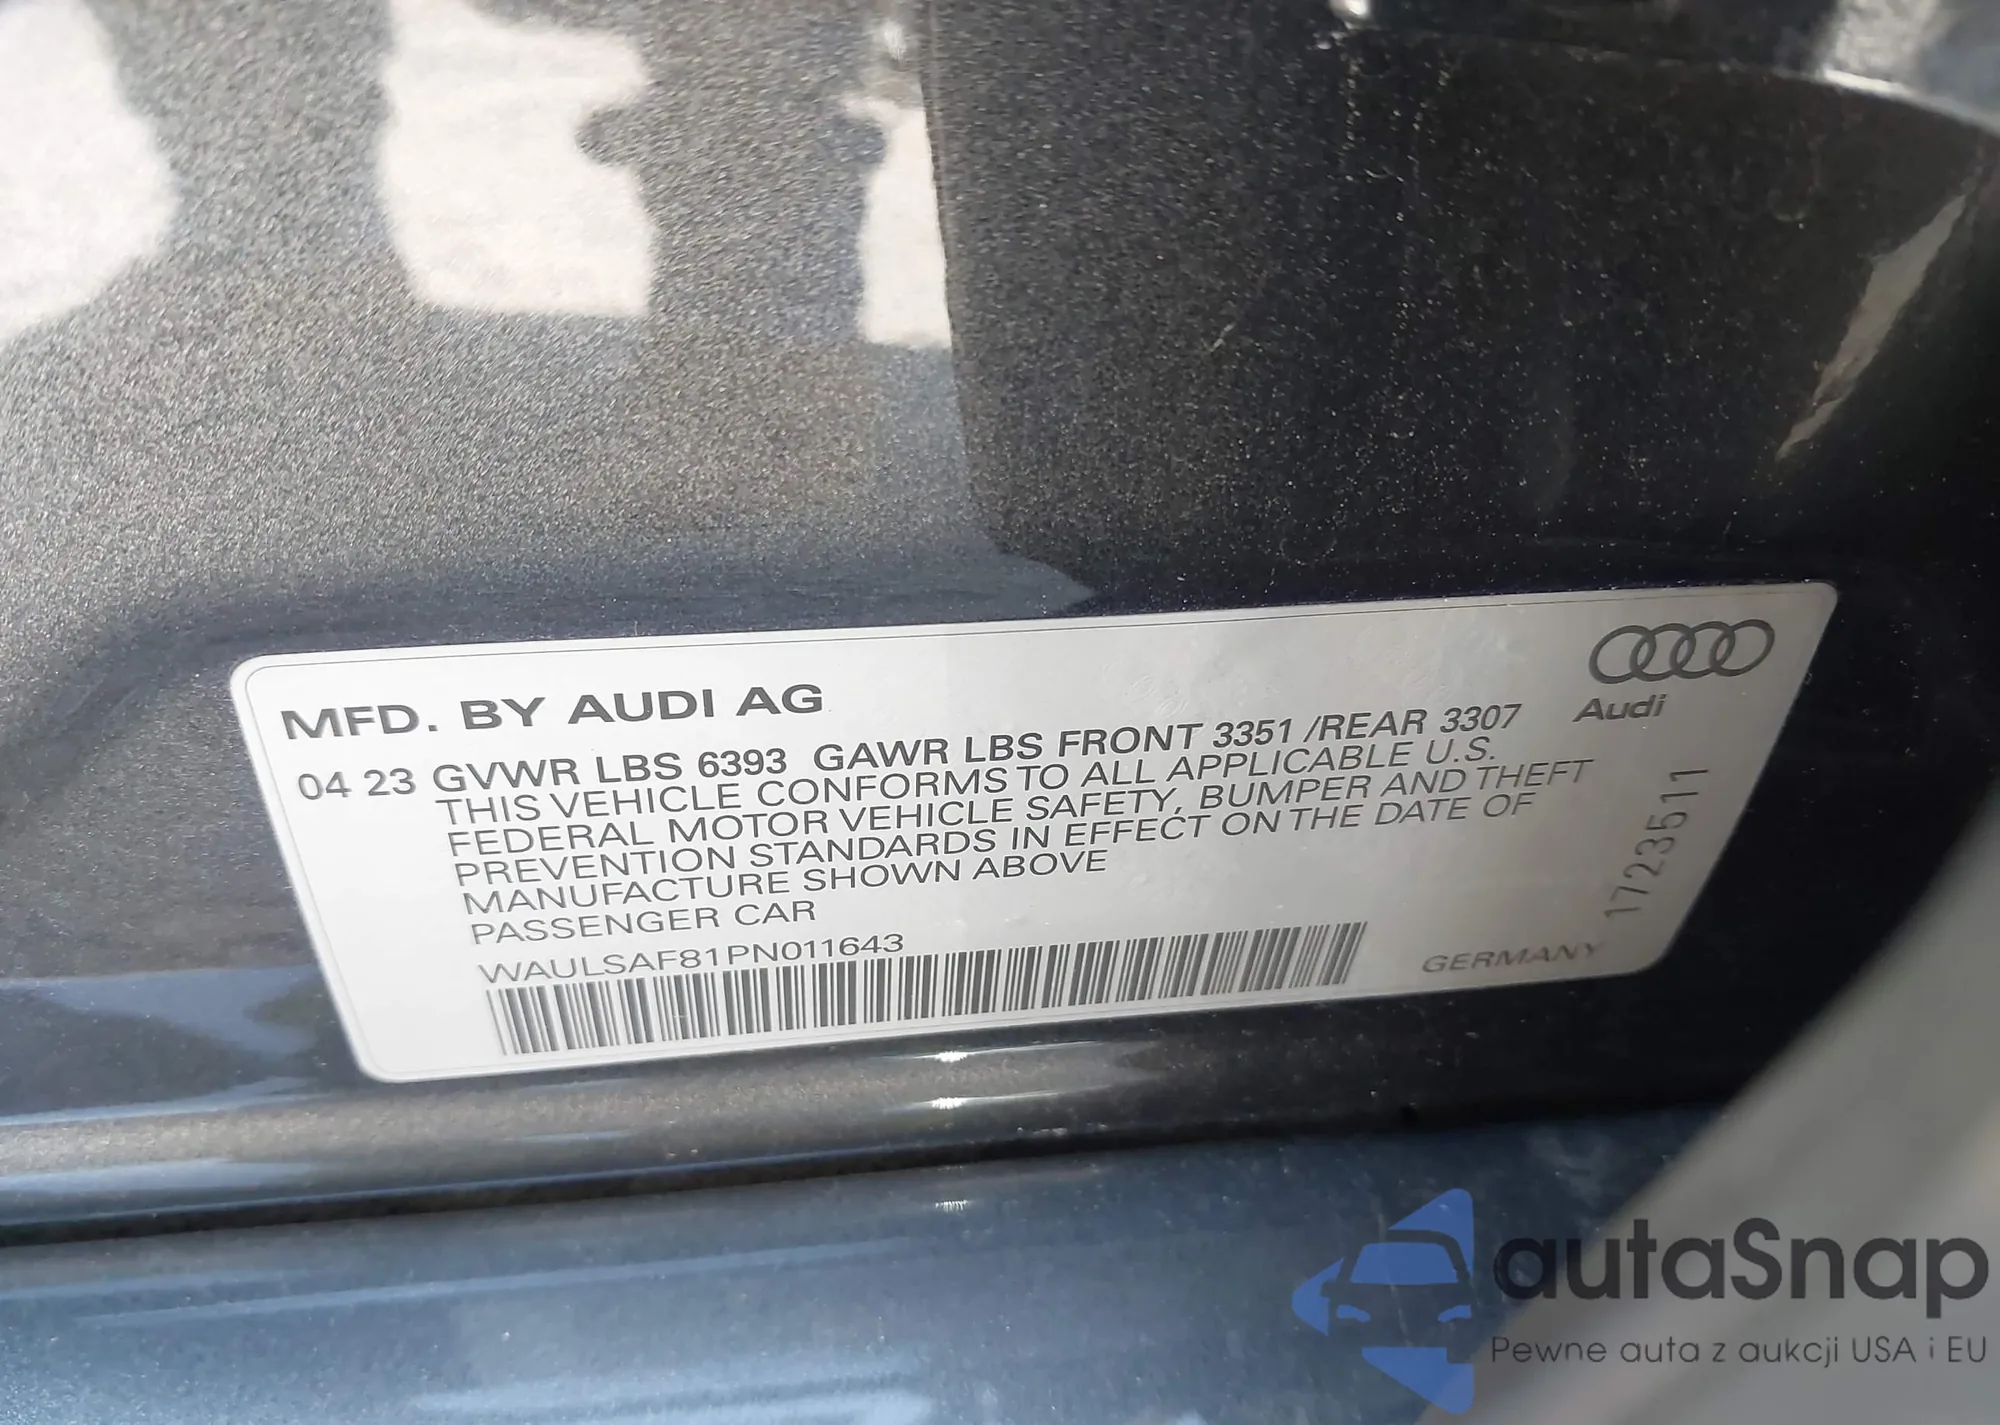 MFD. BY AUDI AG
Audi
04 23 GVWR LBS 6393 GAWR LBS FRONT 3351 /REAR 3307
THIS VEHICLE CONFORMS TO ALL APPLICABLE U.S.
FEDERAL MOTOR VEHICLE SAFETY, BUMPER AND THEFT
PREVENTION STANDARDS IN EFFECT ON THE DATE OF
MANUFACTURE SHOWN ABOVE
PASSENGER CAR
WAULSAF81PN011643
GERMANY
1723511
autaSnap
Pewne auta z aukcji USA i EU